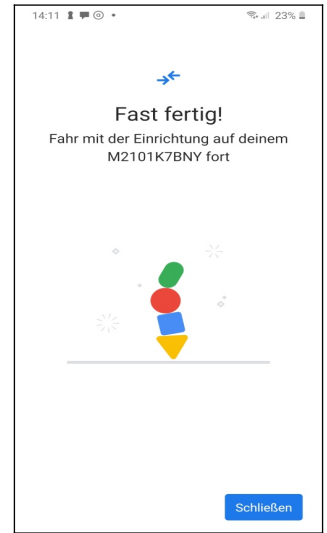 14:11 23%
Fast fertig!
Fahr mit der Einrichtung auf deinem
M2101K7BNY fort
Schließen